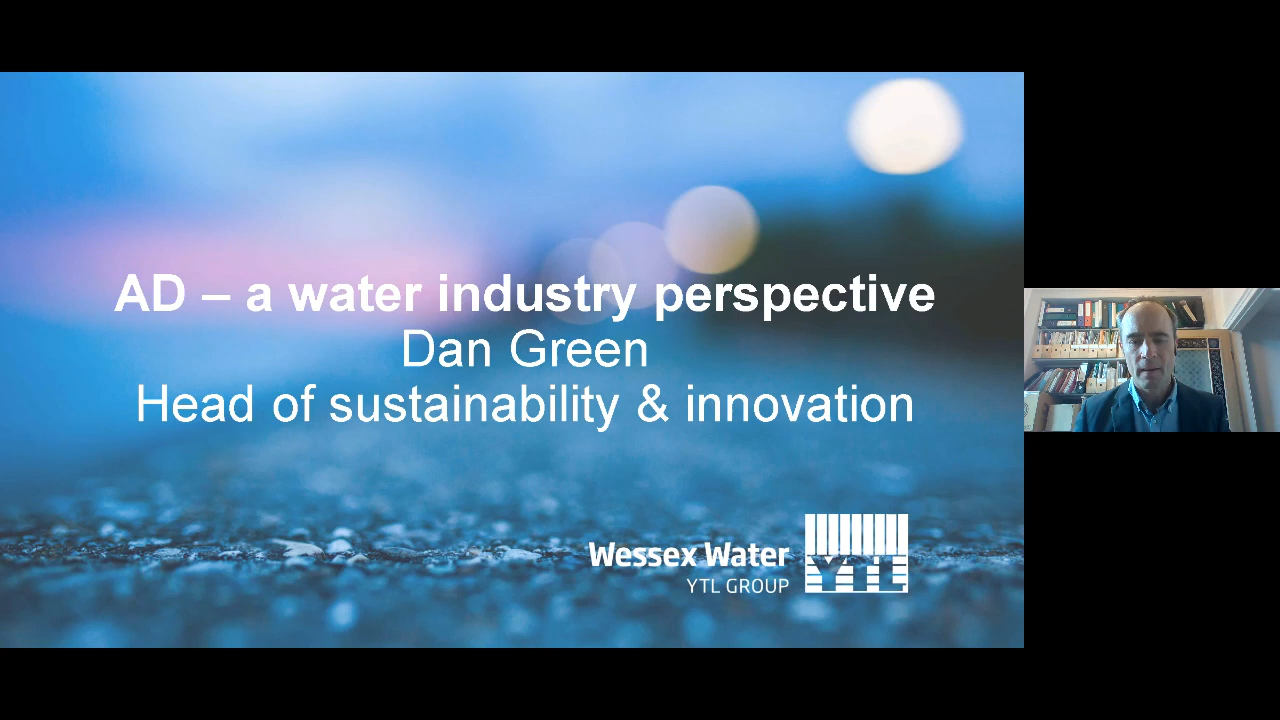 AD – a water industry perspective
Dan Green
Head of sustainability & innovation
Wessex Water
YTL GROUP
YTL